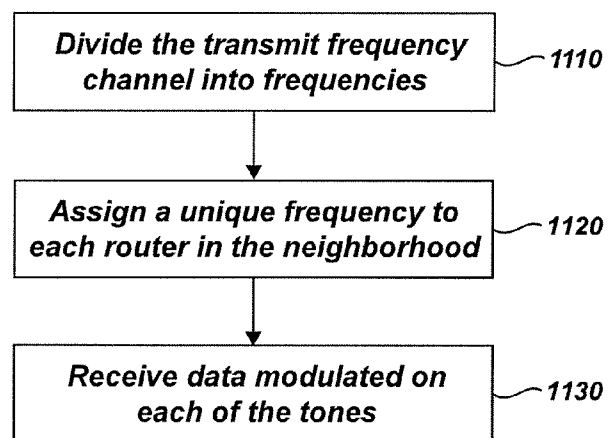 Divide the transmit frequency
channel into frequencies
1110
Assign a unique frequency to
each router in the neighborhood
1120
Receive data modulated on
each of the tones
1130